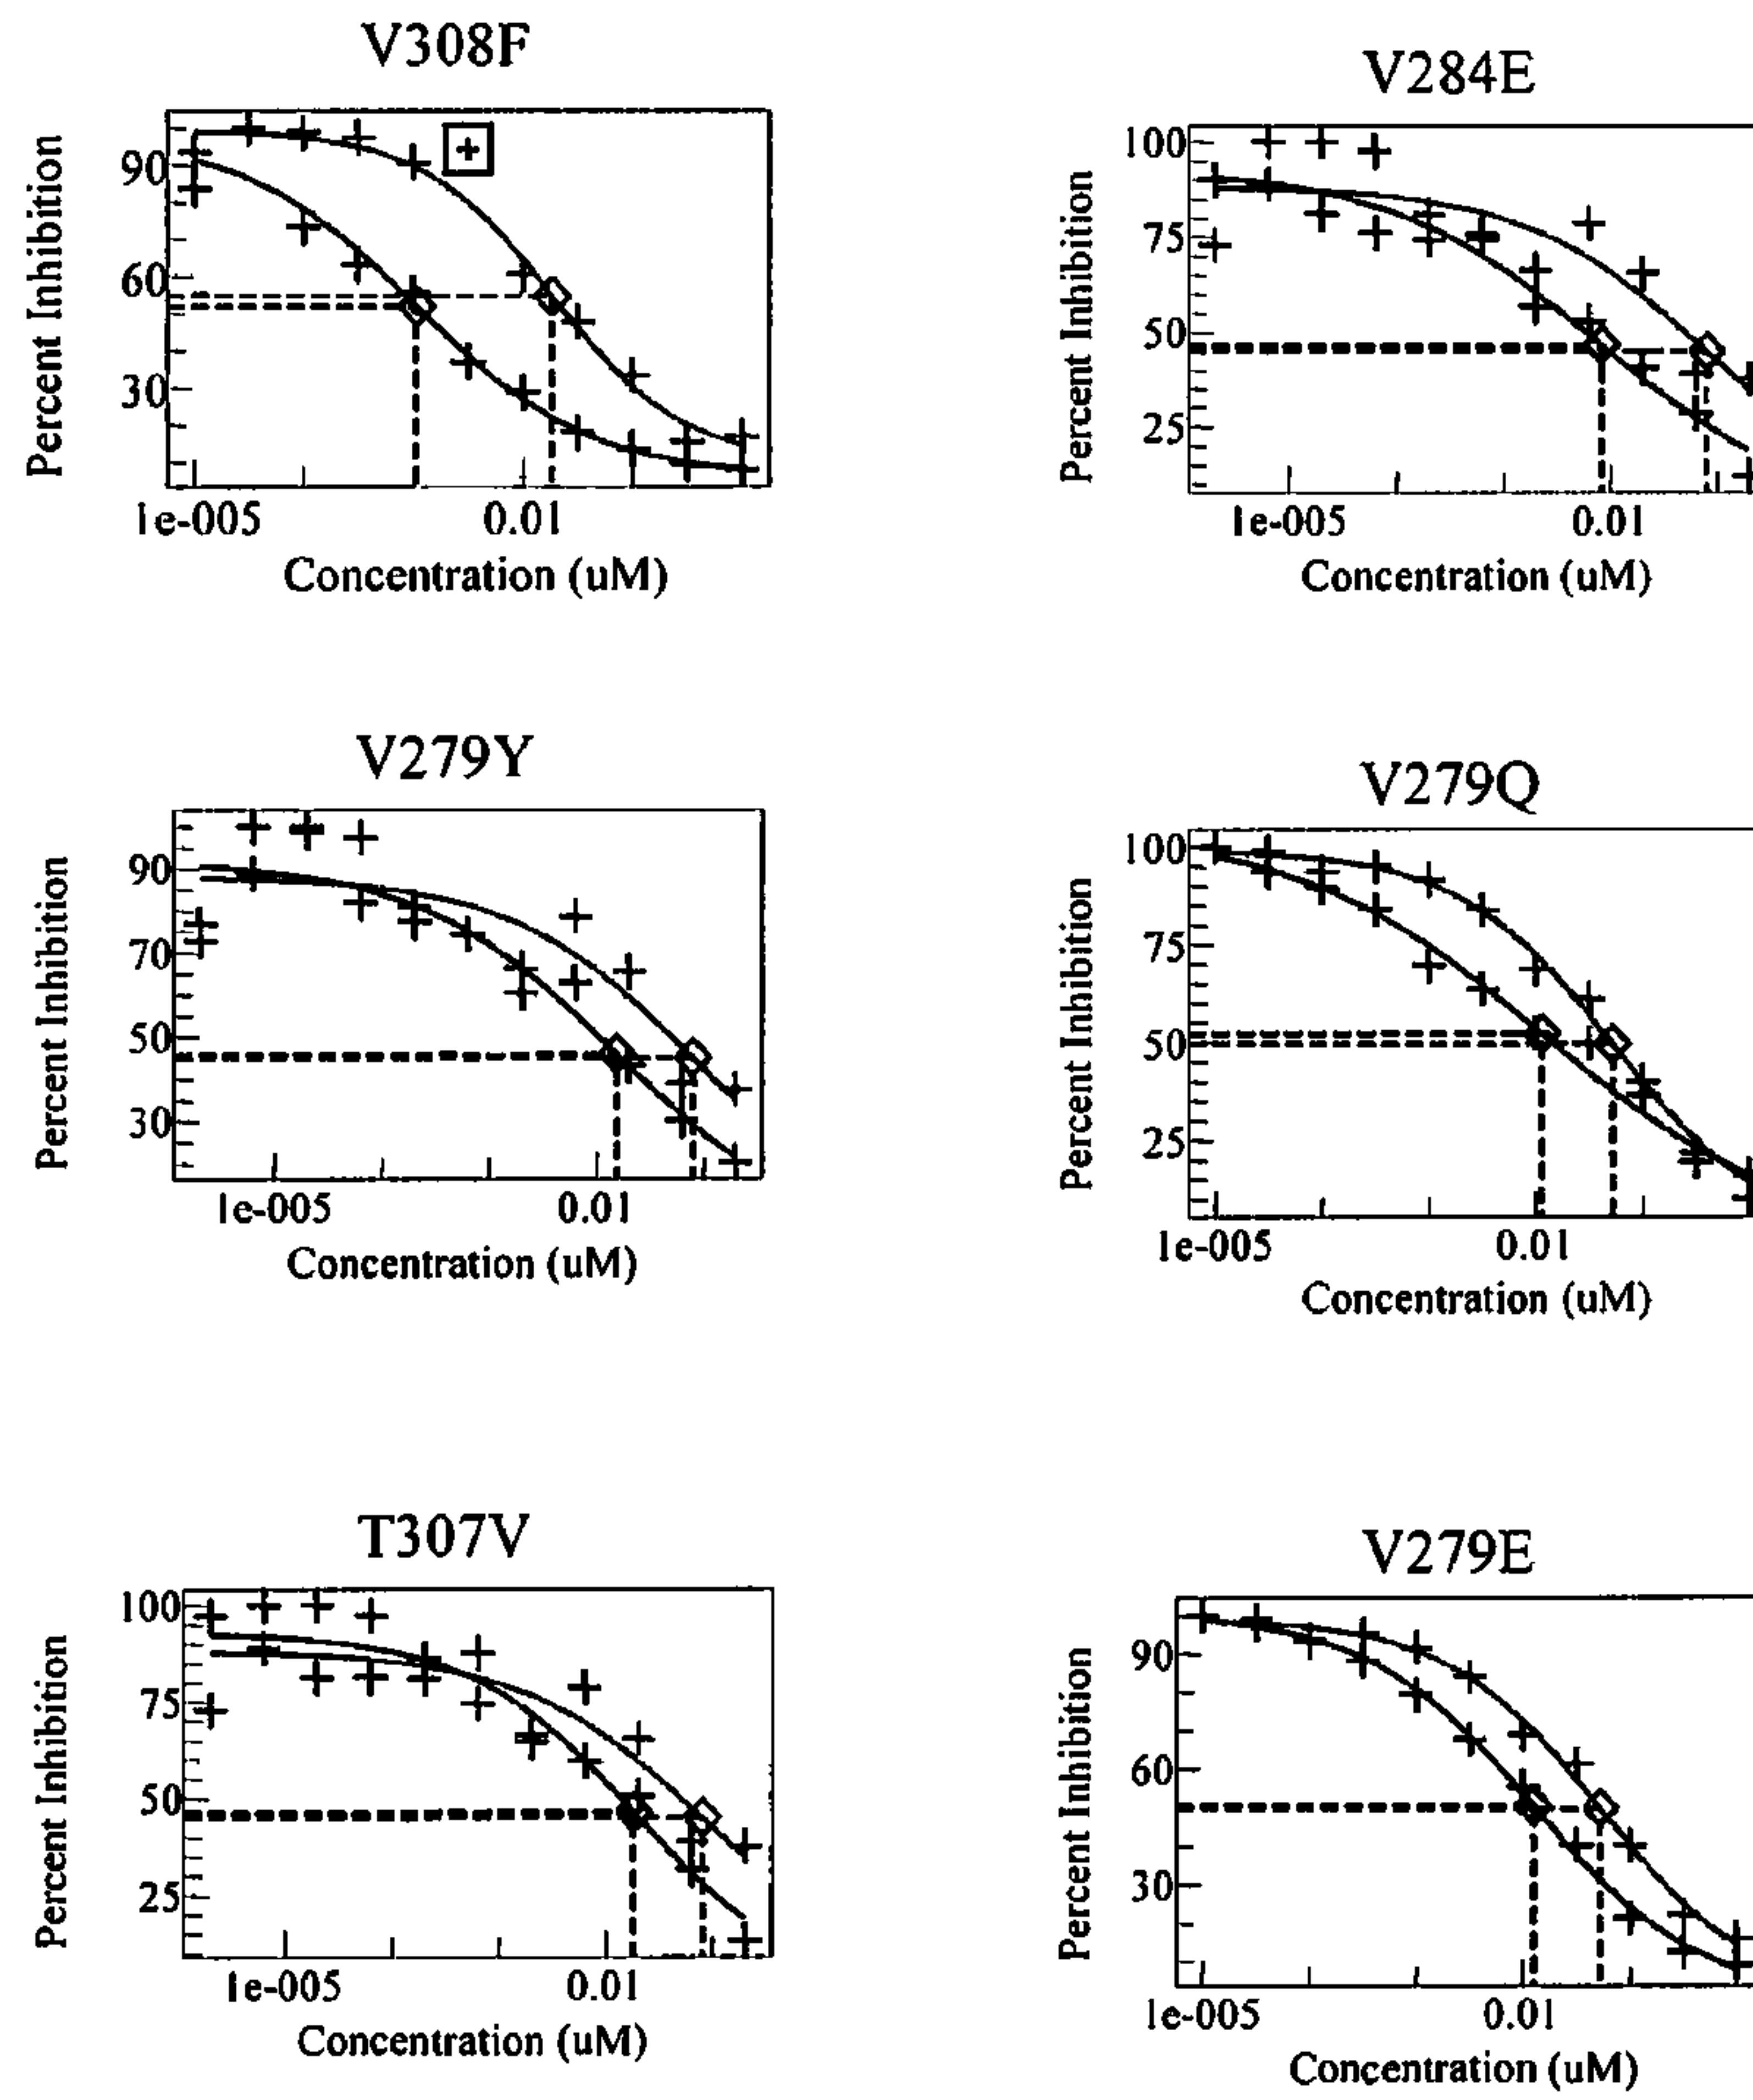 V308F
Percent Inhibition
90
60
30
1e-005 0.01
Concentration (uM)
V284E
Percent Inhibition
100
75
50
25
1e-005 0.01
Concentration (uM)
V279Y
Percent Inhibition
90
70
50
30
1e-005 0.01
Concentration (uM)
V279Q
Percent Inhibition
100
75
50
25
1e-005 0.01
Concentration (uM)
T307V
Percent Inhibition
100
75
50
25
1e-005 0.01
Concentration (uM)
V279E
Percent Inhibition
90
60
30
1e-005 0.01
Concentration (uM)